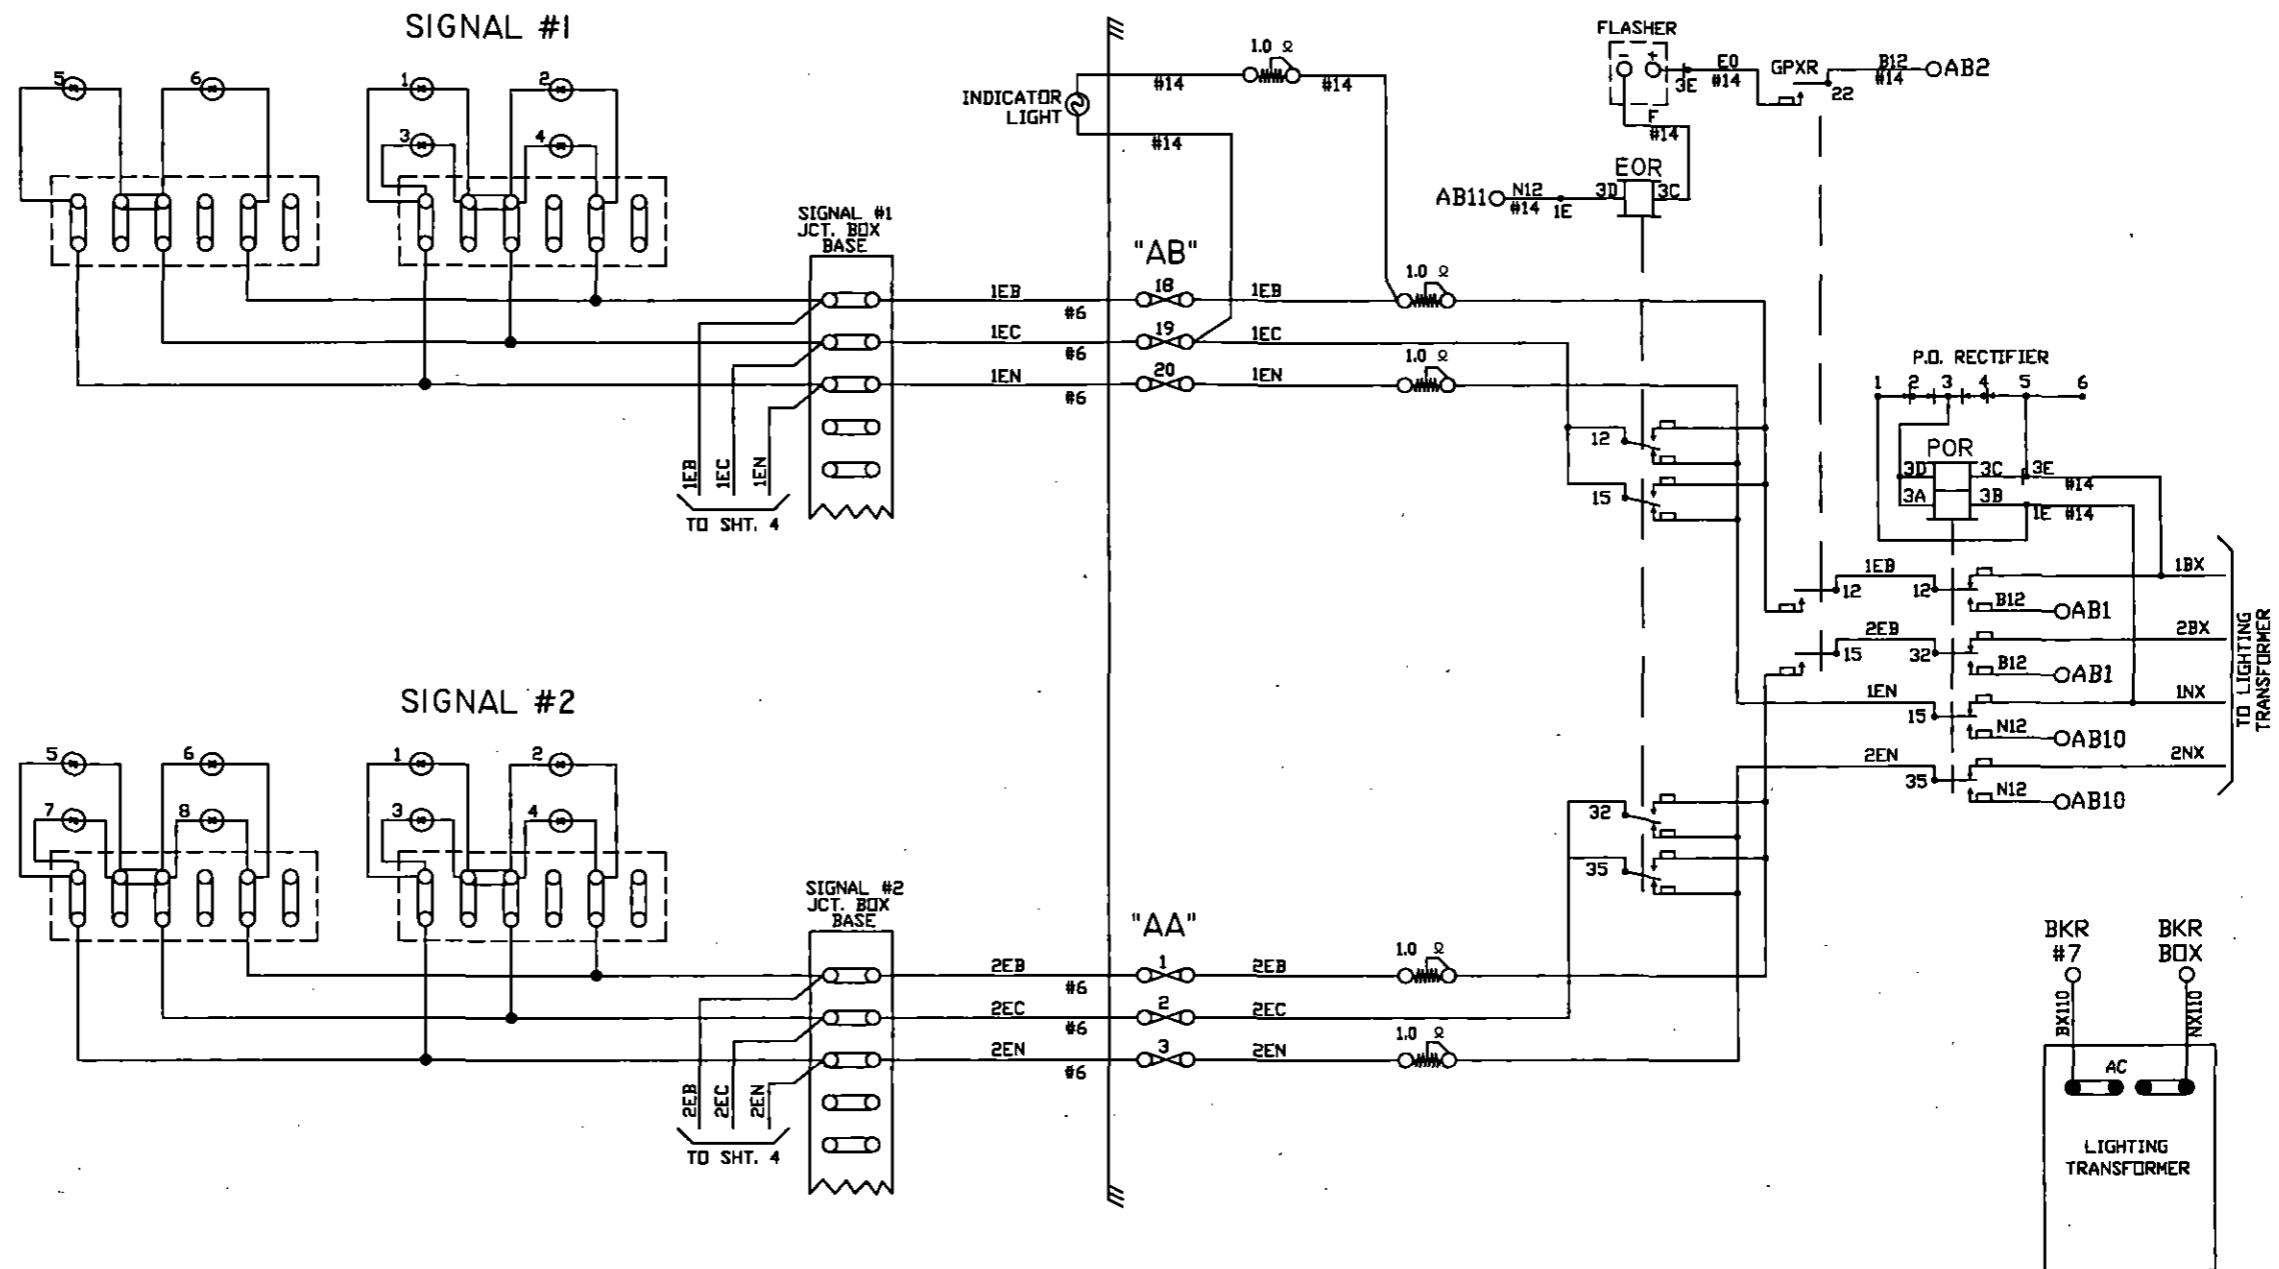 SIGNAL #1
5
6
1
2
3
4
SIGNAL #1
JCT. BOX
BASE
1EB
1EC
1EN
TO SHT. 4
1EB
#6
1EC
#6
1EN
#6
INDICATOR
LIGHT
#14
#14
1.0 Ω
#14
"AB"
18
1EB
19
1EC
20
1EN
1.0 Ω
1.0 Ω
FLASHER
- +
3E
E0
#14
GPXR
22
B12
#14
AB2
F
#14
EOR
AB11
N12
#14
1E
3D
3C
12
15
P.O. RECTIFIER
1 2 3 4 5 6
POR
3D
3C
3E
#14
3A
3B
1E #14
1EB
12
12
1BX
B12
AB1
2EB
15
32
2BX
B12
AB1
1EN
15
1NX
N12
AB10
2EN
35
2NX
N12
AB10
TO LIGHTING
TRANSFORMER
SIGNAL #2
5
6
7
8
1
2
3
4
SIGNAL #2
JCT. BOX
BASE
2EB
2EC
2EN
TO SHT. 4
2EB
#6
2EC
#6
2EN
#6
"AA"
1
2EB
2
2EC
3
2EN
1.0 Ω
1.0 Ω
32
35
BKR
#7
BKR
BOX
BX110
NX110
AC
LIGHTING
TRANSFORMER